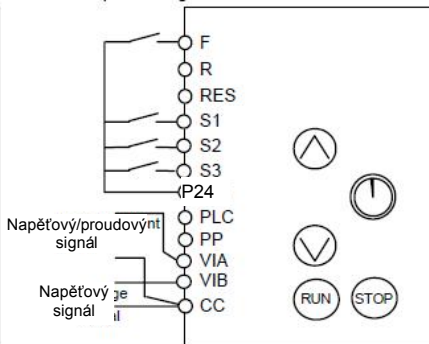 F
R
RES
S1
S2
S3
P24
PLC
Napěťový/proudový
signál
PP
VIA
VIB
Napěťový
signál
CC
RUN
STOP